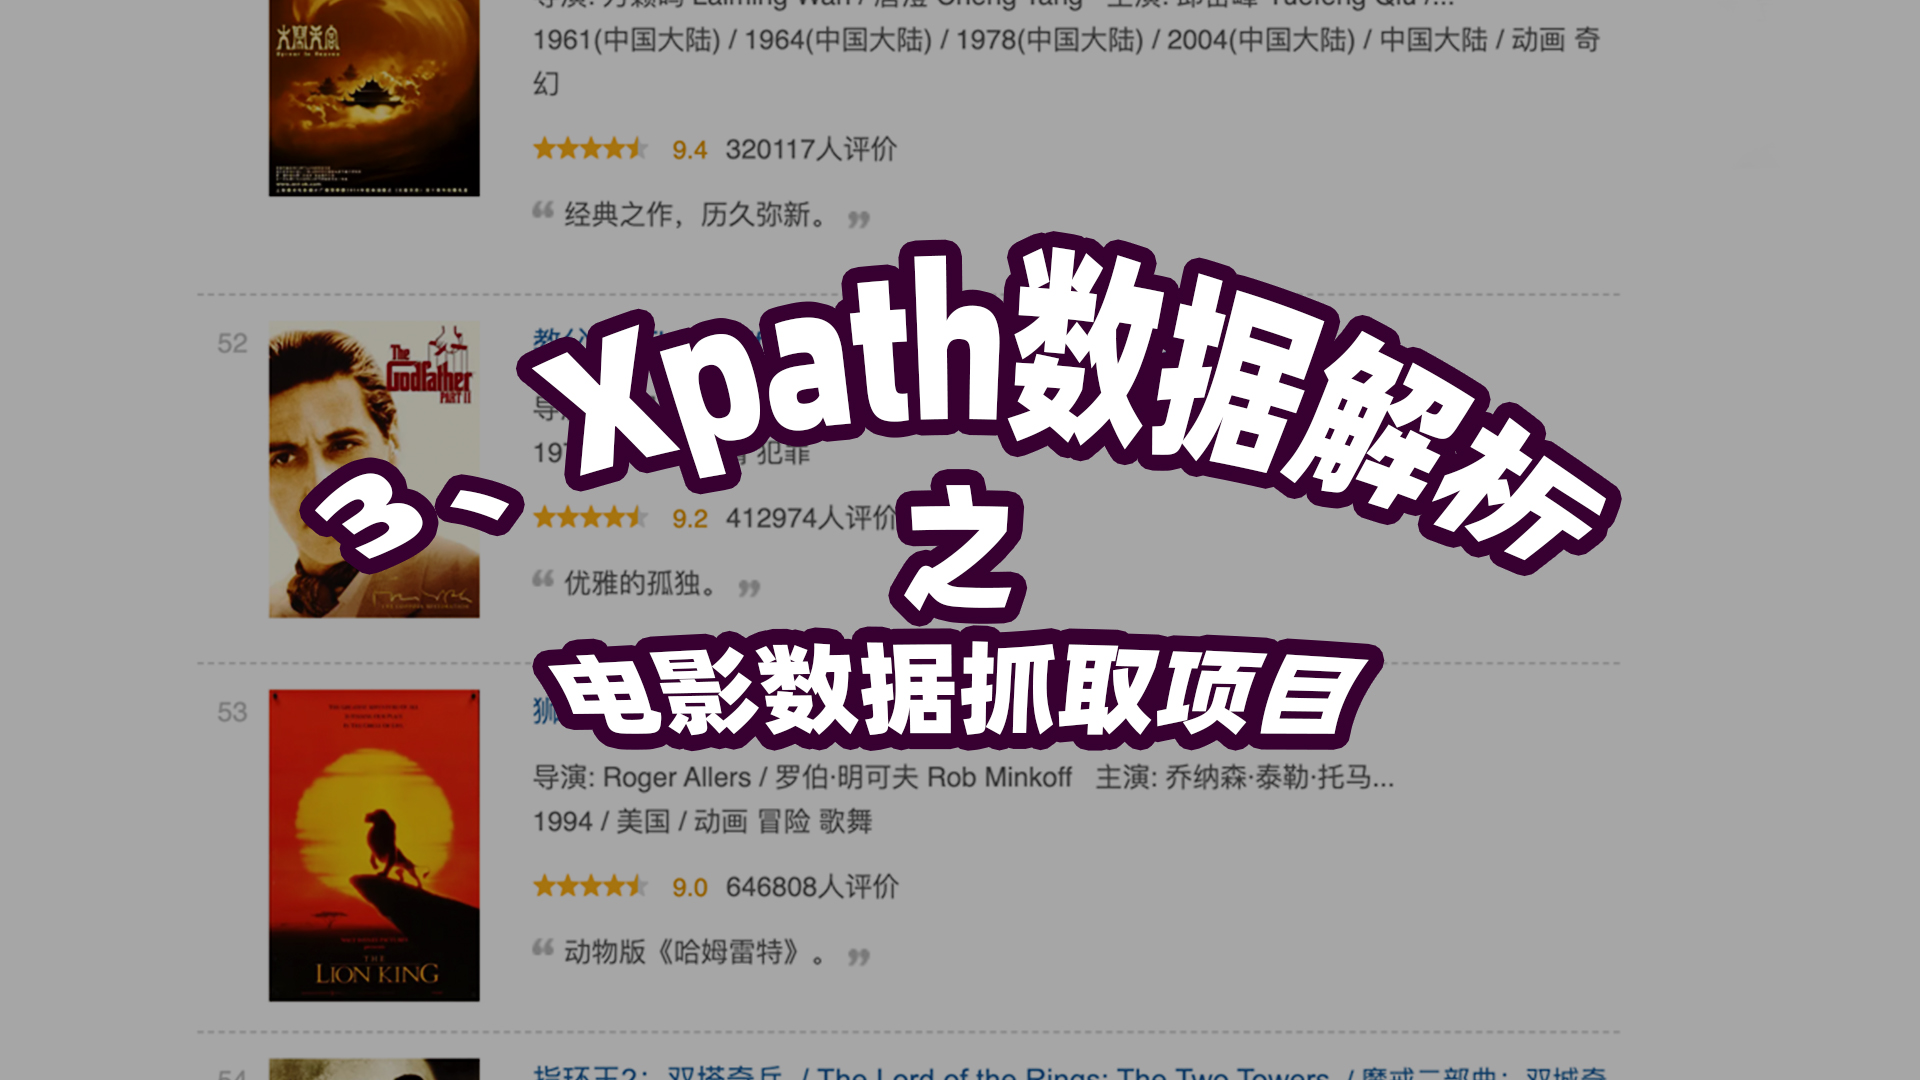 大闹天宫
1961(中国大陆) / 1964(中国大陆) / 1978(中国大陆) / 2004(中国大陆) / 中国大陆 / 动画 奇
幻
9.4 320117人评价
“ 经典之作，历久弥新。 ”
3、Xpath数据解析
之
电影数据抓取项目
52
The
Godfather
PART II
犯罪
9.2 412974人评价
“ 优雅的孤独。 ”
53
狮
导演: Roger Allers / 罗伯·明可夫 Rob Minkoff 主演: 乔纳森·泰勒·托马...
1994 / 美国 / 动画 冒险 歌舞
9.0 646808人评价
“ 动物版《哈姆雷特》。 ”
THE
LION KING
54
指环王2：双塔奇兵 / The Lord of the Rings: The Two Towers / 魔戒二部曲：双城奇